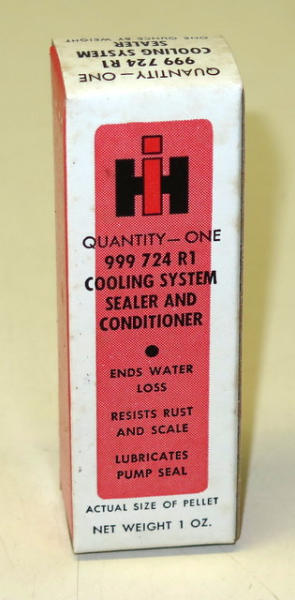 QUANTITY—ONE
999 724 R1
COOLING SYSTEM
SEALER
ONE OUNCE BY WEIGHT
IH
QUANTITY—ONE
999 724 R1
COOLING SYSTEM
SEALER AND
CONDITIONER
●
ENDS WATER
LOSS
RESISTS RUST
AND SCALE
LUBRICATES
PUMP SEAL
ACTUAL SIZE OF PELLET
NET WEIGHT 1 OZ.